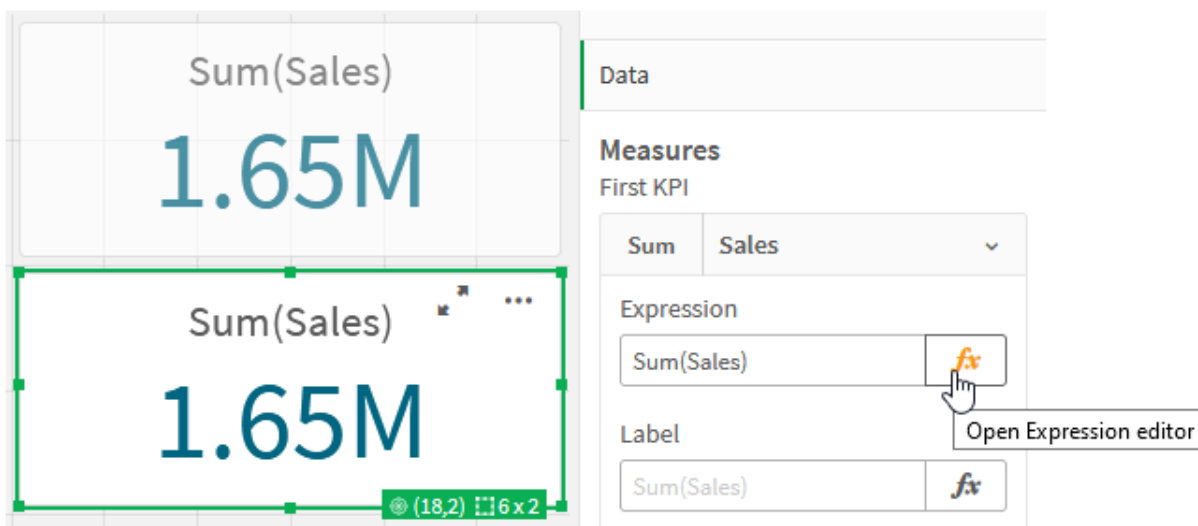 Sum(Sales)
1.65M
Sum(Sales)
1.65M
(18,2) 6 x 2
Data
Measures
First KPI
Sum Sales
Expression
Sum(Sales) fx
Open Expression editor
Label
Sum(Sales) fx